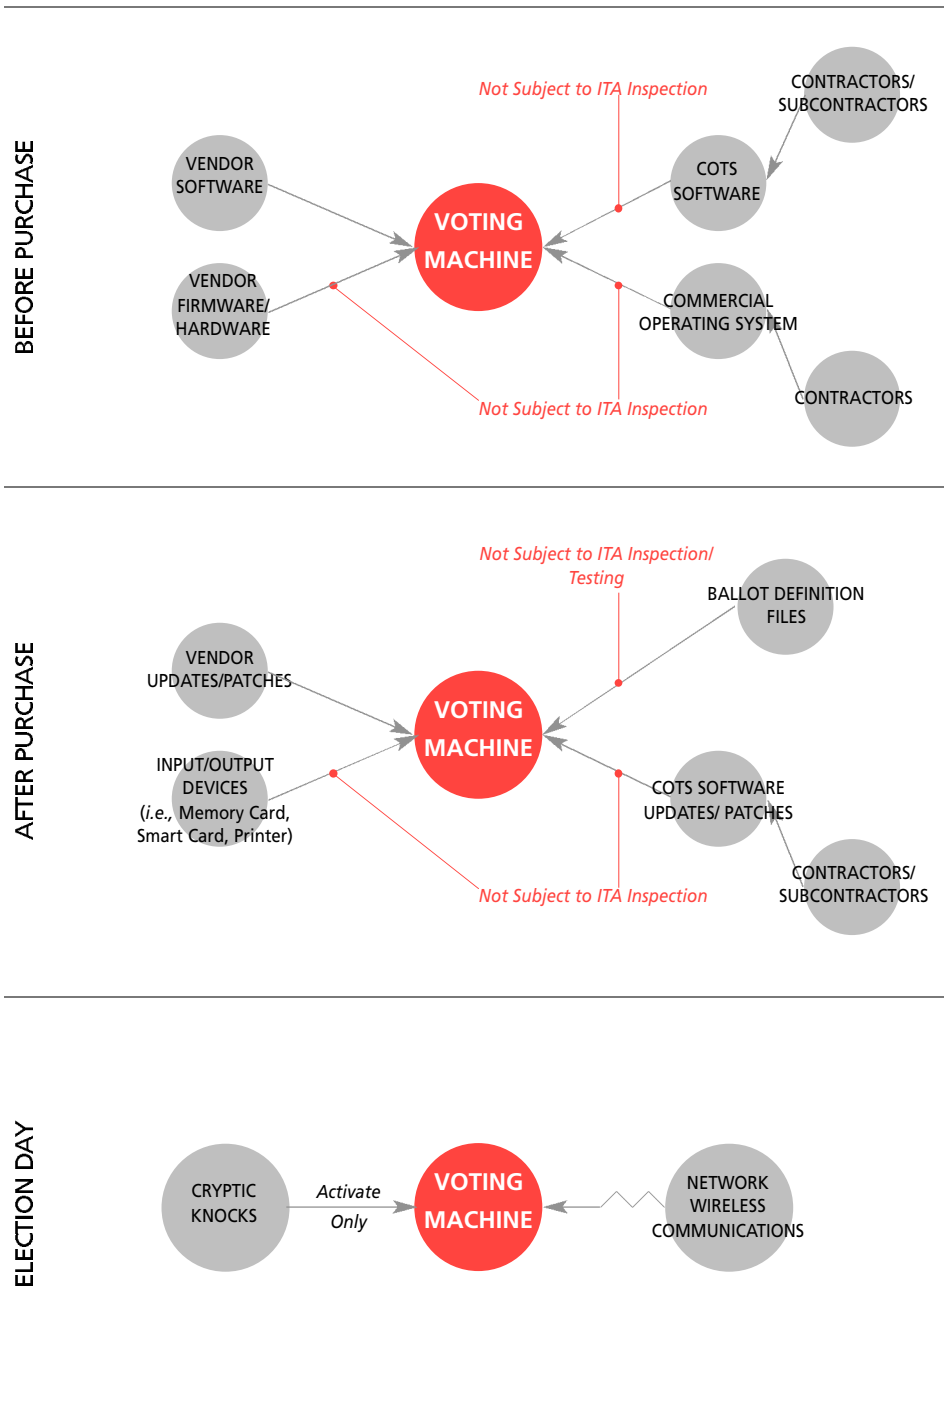 BEFORE PURCHASE
Not Subject to ITA Inspection
CONTRACTORS/
SUBCONTRACTORS
VENDOR
SOFTWARE
COTS
SOFTWARE
VOTING
MACHINE
VENDOR
FIRMWARE/
HARDWARE
COMMERCIAL
OPERATING SYSTEM
CONTRACTORS
Not Subject to ITA Inspection
AFTER PURCHASE
Not Subject to ITA Inspection/
Testing
BALLOT DEFINITION
FILES
VENDOR
UPDATES/PATCHES
VOTING
MACHINE
INPUT/OUTPUT
DEVICES
(i.e., Memory Card,
Smart Card, Printer)
COTS SOFTWARE
UPDATES/ PATCHES
CONTRACTORS/
SUBCONTRACTORS
Not Subject to ITA Inspection
ELECTION DAY
CRYPTIC
KNOCKS
Activate
Only
VOTING
MACHINE
NETWORK
WIRELESS
COMMUNICATIONS